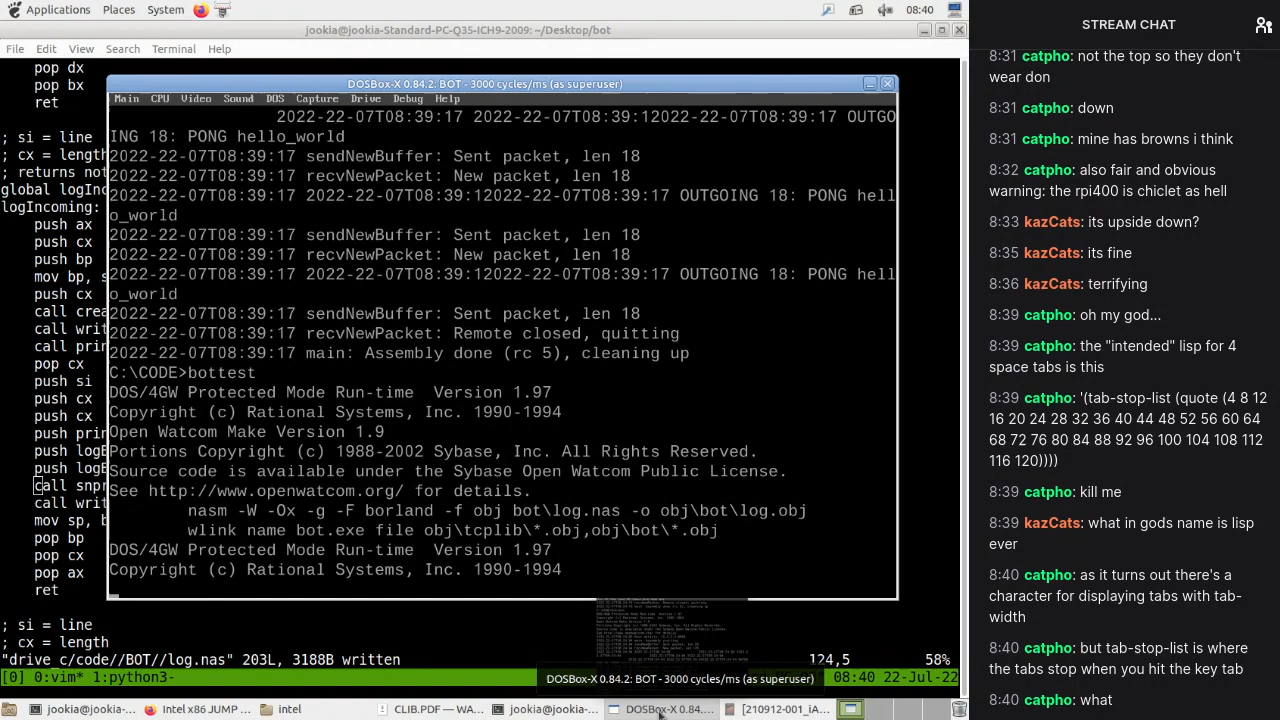 Applications Places System 08:40
jookia@jookia-Standard-PC-Q35-ICH9-2009: ~/Desktop/bot
File Edit View Search Terminal Help
pop dx
pop bx
ret
; si = line
; cx = length
; returns not
global logInc
logIncoming:
push ax
push cx
push bp
mov bp, s
push cx
call crea
call writ
call prin
pop cx
push si
push cx
push cx
push prin
push logB
push logB
call snpr
call writ
mov sp, b
pop bp
pop cx
pop ax
ret
; si = line
; cx = length
"drive_c/code/BOT//log.nas" 203L, 3188B written 124,5 58%
[0] 0:vim* 1:python3- 08:40 22-Jul-22
DOSBox-X 0.84.2: BOT - 3000 cycles/ms (as superuser)
Main CPU Video Sound DOS Capture Drive Debug Help
2022-22-07T08:39:17 2022-22-07T08:39:122022-22-07T08:39:17 OUTGO
ING 18: PONG hello_world
2022-22-07T08:39:17 sendNewBuffer: Sent packet, len 18
2022-22-07T08:39:17 recvNewPacket: New packet, len 18
2022-22-07T08:39:17 2022-22-07T08:39:122022-22-07T08:39:17 OUTGOING 18: PONG hell
o_world
2022-22-07T08:39:17 sendNewBuffer: Sent packet, len 18
2022-22-07T08:39:17 recvNewPacket: New packet, len 18
2022-22-07T08:39:17 2022-22-07T08:39:122022-22-07T08:39:17 OUTGOING 18: PONG hell
o_world
2022-22-07T08:39:17 sendNewBuffer: Sent packet, len 18
2022-22-07T08:39:17 recvNewPacket: Remote closed, quitting
2022-22-07T08:39:17 main: Assembly done (rc 5), cleaning up
C:\CODE>bottest
DOS/4GW Protected Mode Run-time Version 1.97
Copyright (c) Rational Systems, Inc. 1990-1994
Open Watcom Make Version 1.9
Portions Copyright (c) 1988-2002 Sybase, Inc. All Rights Reserved.
Source code is available under the Sybase Open Watcom Public License.
See http://www.openwatcom.org/ for details.
nasm -W -Ox -g -F borland -f obj bot\log.nas -o obj\bot\log.obj
wlink name bot.exe file obj\tcplib\*.obj,obj\bot\*.obj
DOS/4GW Protected Mode Run-time Version 1.97
Copyright (c) Rational Systems, Inc. 1990-1994
DOSBox-X 0.84.2: BOT - 3000 cycles/ms (as superuser)
jookia@jookia-... Intel x86 JUMP ... intel CLIB.PDF — WA... jookia@jookia-... DOSBox-X 0.84.... [210912-001_iA...
STREAM CHAT
8:31 catpho: not the top so they don't
wear don
8:31 catpho: down
8:31 catpho: mine has browns i think
8:32 catpho: also fair and obvious
warning: the rpi400 is chiclet as hell
8:33 kazCats: its upside down?
8:35 kazCats: its fine
8:36 kazCats: terrifying
8:39 catpho: oh my god...
8:39 catpho: the "intended" lisp for 4
space tabs is this
8:39 catpho: '(tab-stop-list (quote (4 8 12
16 20 24 28 32 36 40 44 48 52 56 60 64
68 72 76 80 84 88 92 96 100 104 108 112
116 120))))
8:39 catpho: kill me
8:39 kazCats: what in gods name is lisp
ever
8:40 catpho: as it turns out there's a
character for drawing tabs with tab-
width
8:40 catpho: but tab-stop-list is where
the tabs stop when you hit the key tab
8:40 catpho: what